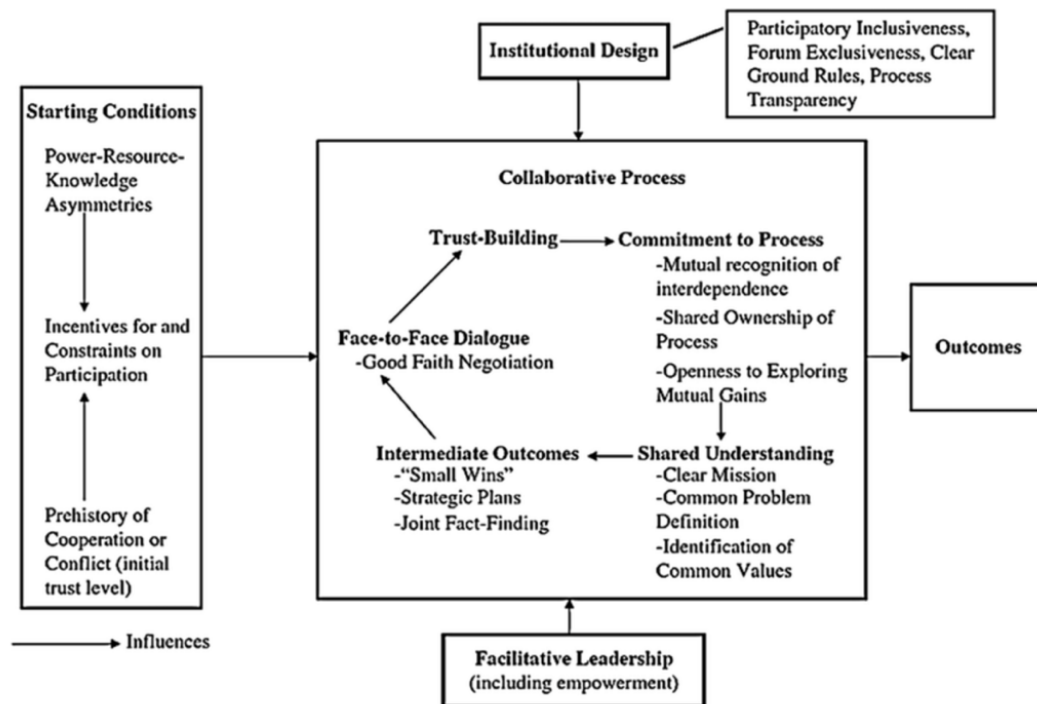 Institutional Design
Participatory Inclusiveness,
Forum Exclusiveness, Clear
Ground Rules, Process
Transparency
Starting Conditions
Power-Resource-
Knowledge
Asymmetries
Incentives for and
Constraints on
Participation
Prehistory of
Cooperation or
Conflict (initial
trust level)
Influences
Collaborative Process
Trust-Building
Commitment to Process
-Mutual recognition of
interdependence
-Shared Ownership of
Process
-Openness to Exploring
Mutual Gains
Face-to-Face Dialogue
-Good Faith Negotiation
Intermediate Outcomes
-“Small Wins”
-Strategic Plans
-Joint Fact-Finding
Shared Understanding
-Clear Mission
-Common Problem
Definition
-Identification of
Common Values
Outcomes
Facilitative Leadership
(including empowerment)